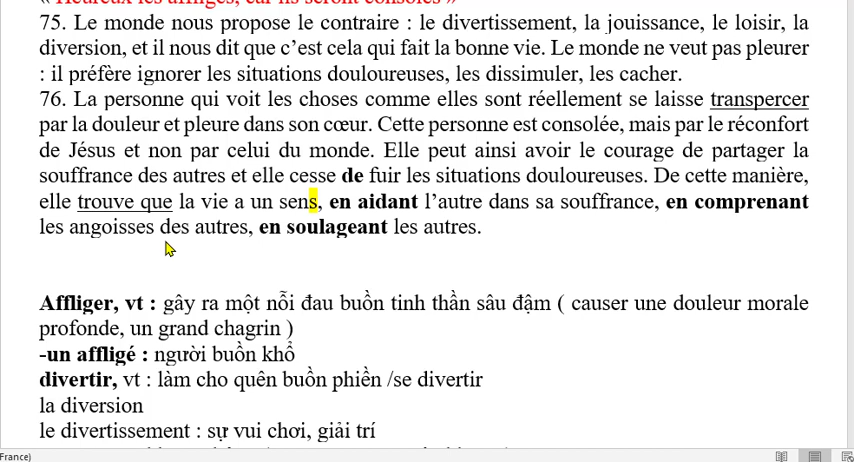 « Heureux les affligés, car ils seront consolés »
75. Le monde nous propose le contraire : le divertissement, la jouissance, le loisir, la
diversion, et il nous dit que c’est cela qui fait la bonne vie. Le monde ne veut pas pleurer
: il préfère ignorer les situations douloureuses, les dissimuler, les cacher.
76. La personne qui voit les choses comme elles sont réellement se laisse transpercer
par la douleur et pleure dans son cœur. Cette personne est consolée, mais par le réconfort
de Jésus et non par celui du monde. Elle peut ainsi avoir le courage de partager la
souffrance des autres et elle cesse de fuir les situations douloureuses. De cette manière,
elle trouve que la vie a un sens, en aidant l’autre dans sa souffrance, en comprenant
les angoisses des autres, en soulageant les autres.
Affliger, vt : gây ra một nỗi đau buồn tinh thần sâu đậm ( causer une douleur morale
profonde, un grand chagrin )
-un affligé : người buồn khổ
divertir, vt : làm cho quên buồn phiền /se divertir
la diversion
le divertissement : sự vui chơi, giải trí
France)